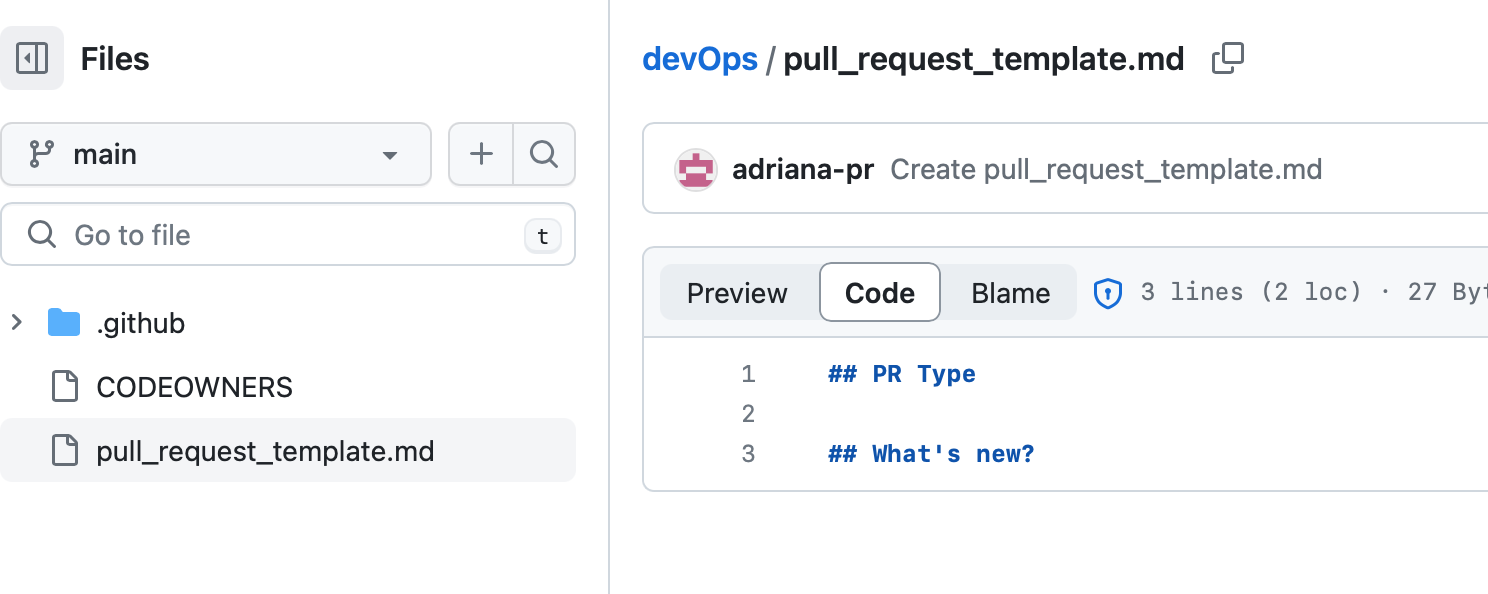 Files
main
Go to file
t
.github
CODEOWNERS
pull_request_template.md
devOps / pull_request_template.md
adriana-pr Create pull_request_template.md
Preview Code Blame 3 lines (2 loc) · 27
1 ## PR Type
2
3 ## What's new?